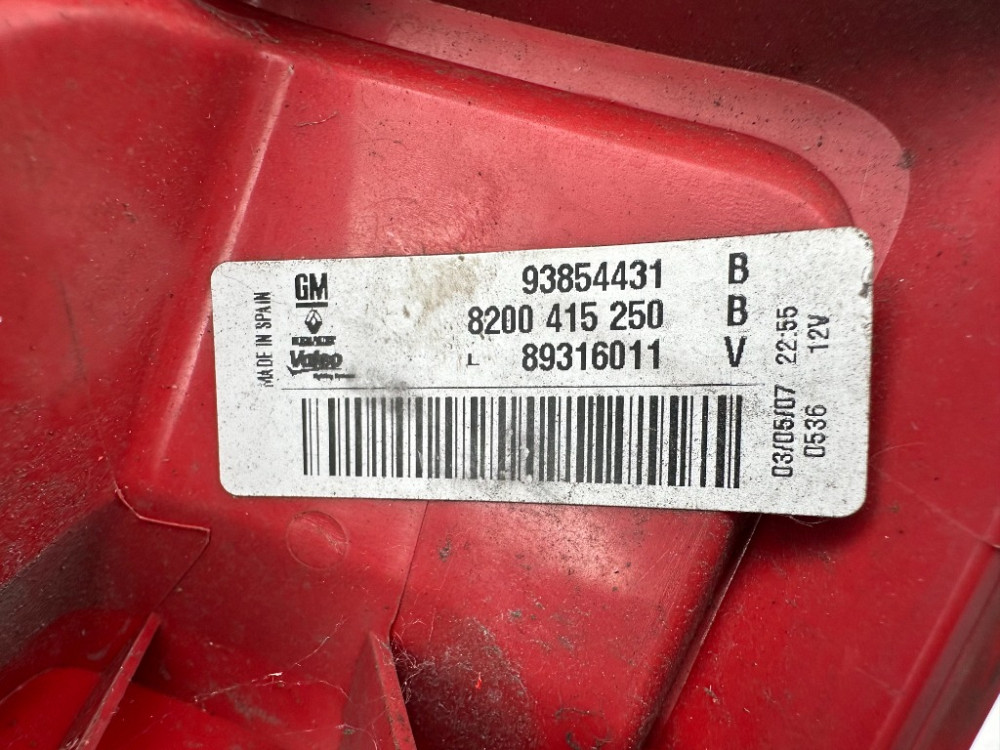 MADE IN SPAIN
GM 93854431 B
8200 415 250 B
Valeo L 89316011 V
03/05/07 22:55
0536 12V